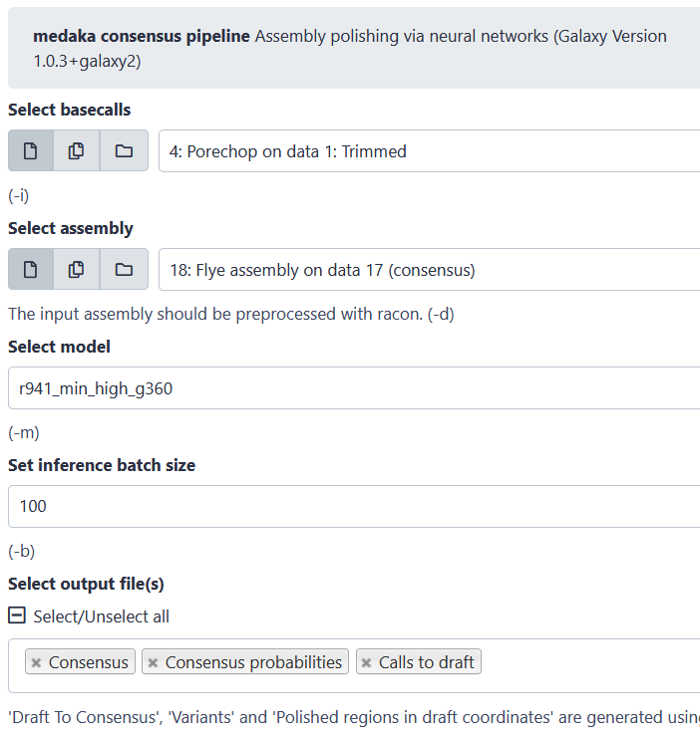 medaka consensus pipeline Assembly polishing via neural networks (Galaxy Version
1.0.3+galaxy2)
Select basecalls
4: Porechop on data 1: Trimmed
(-i)
Select assembly
18: Flye assembly on data 17 (consensus)
The input assembly should be preprocessed with racon. (-d)
Select model
r941_min_high_g360
(-m)
Set inference batch size
100
(-b)
Select output file(s)
Select/Unselect all
× Consensus × Consensus probabilities × Calls to draft
'Draft To Consensus', 'Variants' and 'Polished regions in draft coordinates' are generated usin